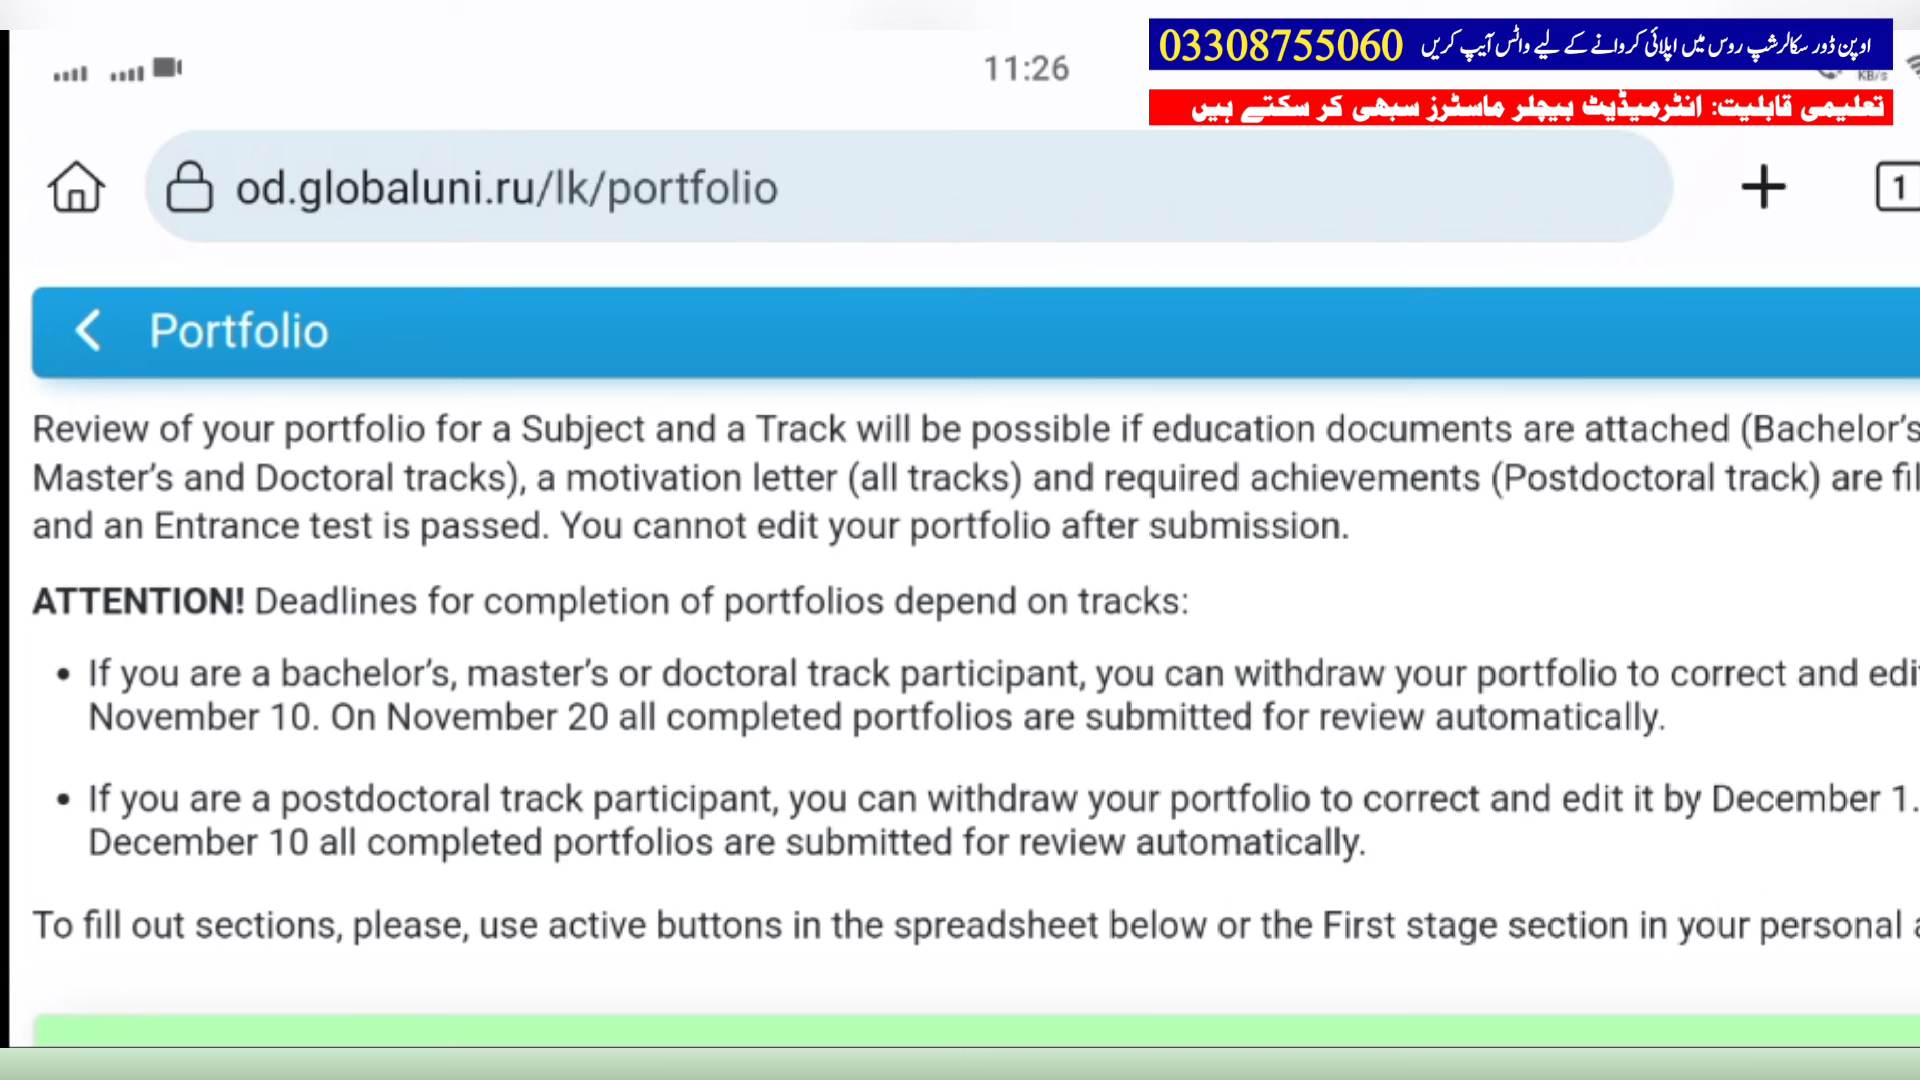 03308755060 اوپن ڈور سکالرشپ روس میں اپلائی کروانے کے لیے واٹس آیپ کریں
11:26
KB/s
تعلیمی قابلیت: انٹرمیڈیٹ بیچلر ماسٹرز سبھی کر سکتے ہیں
od.globaluni.ru/lk/portfolio
1
Portfolio
Review of your portfolio for a Subject and a Track will be possible if education documents are attached (Bachelor's
Master's and Doctoral tracks), a motivation letter (all tracks) and required achievements (Postdoctoral track) are
and an Entrance test is passed. You cannot edit your portfolio after submission.
ATTENTION! Deadlines for completion of portfolios depend on tracks:
• If you are a bachelor's, master's or doctoral track participant, you can withdraw your portfolio to correct and
November 10. On November 20 all completed portfolios are submitted for review automatically.
• If you are a postdoctoral track participant, you can withdraw your portfolio to correct and edit it by December 1.
December 10 all completed portfolios are submitted for review automatically.
To fill out sections, please, use active buttons in the spreadsheet below or the First stage section in your personal